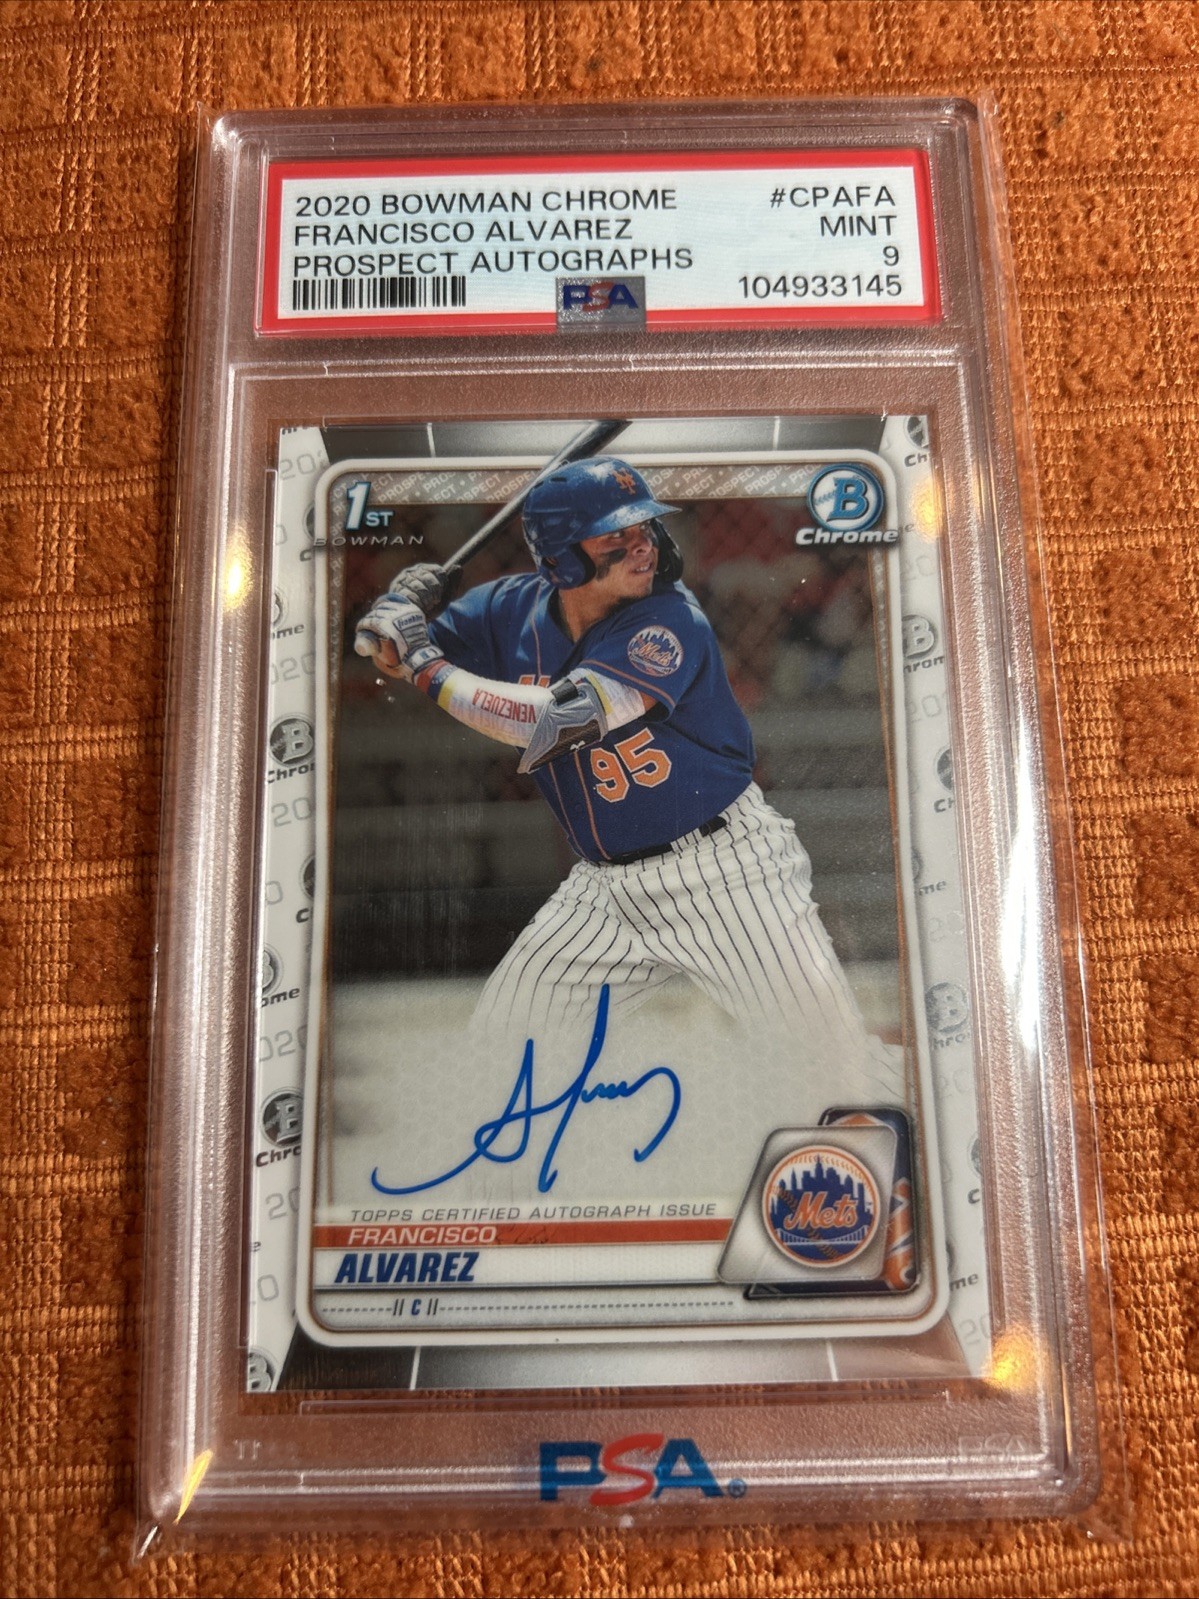 2020 BOWMAN CHROME #CPAFA
FRANCISCO ALVAREZ MINT
PROSPECT AUTOGRAPHS 9
104933145
PSA
1ST
BOWMAN
B
Chrome
Mets
VENEZUELA
95
Alvarez
TOPPS CERTIFIED AUTOGRAPH ISSUE
FRANCISCO
ALVAREZ
C
Mets
PSA